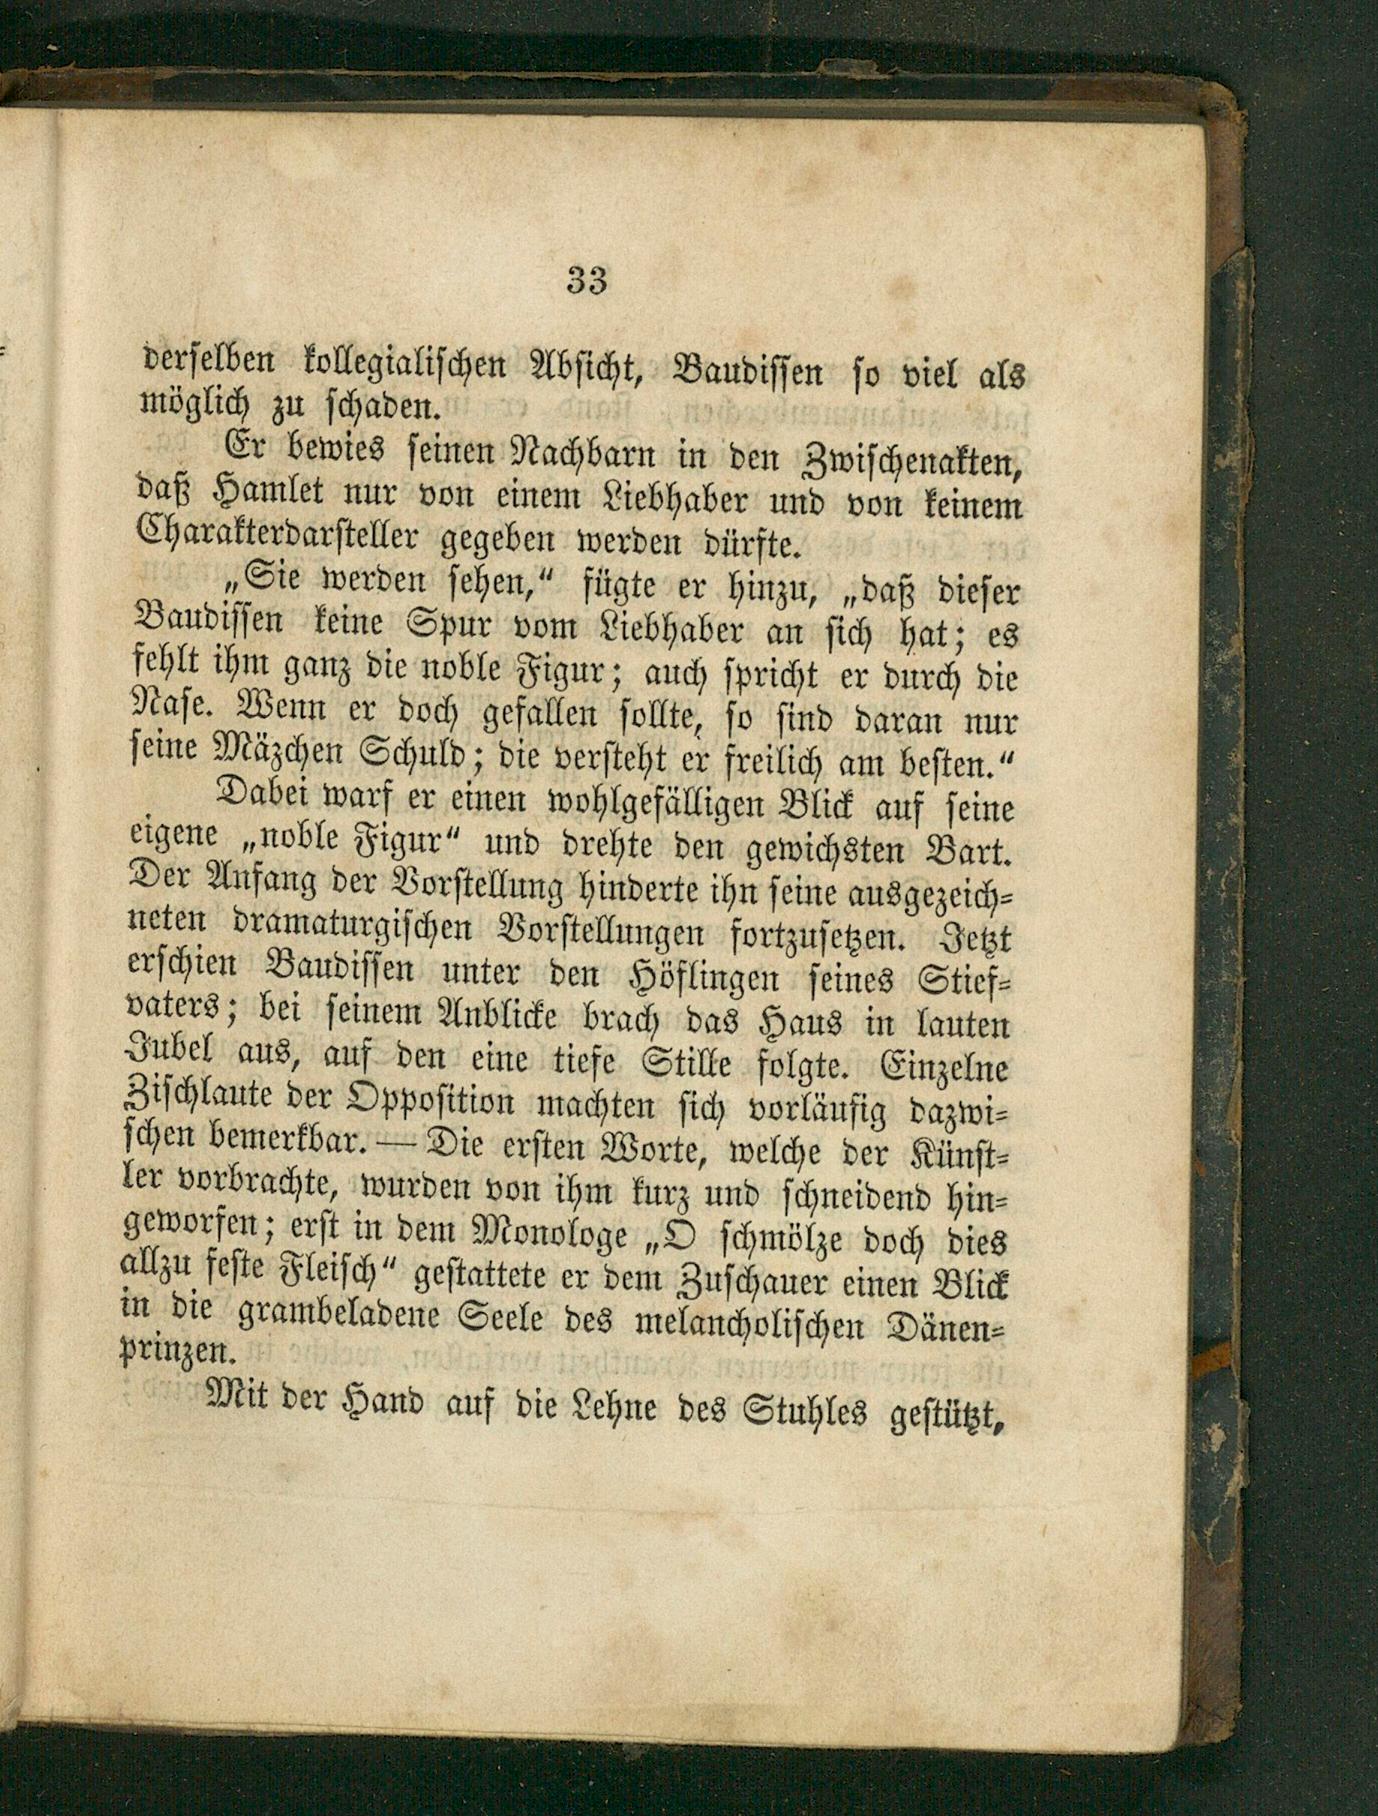 33
derselben kollegialischen Absicht, Baudissen so viel als
möglich zu schaden.
Er bewies seinen Nachbarn in den Zwischenakten,
daß Hamlet nur von einem Liebhaber und von keinem
Charakterdarsteller gegeben werden dürfte.
„Sie werden sehen,“ fügte er hinzu, „daß dieser
Baudissen keine Spur vom Liebhaber an sich hat; es
fehlt ihm ganz die noble Figur; auch spricht er durch die
Nase. Wenn er doch gefallen sollte, so sind daran nur
seine Mäzchen Schuld; die versteht er freilich am besten.“
Dabei warf er einen wohlgefälligen Blick auf seine
eigene „noble Figur“ und drehte den gewichsten Bart.
Der Anfang der Vorstellung hinderte ihn seine ausgezeich-
neten dramaturgischen Vorstellungen fortzusetzen. Jetzt
erschien Baudissen unter den Höflingen seines Stief-
vaters; bei seinem Anblicke brach das Haus in lauten
Jubel aus, auf den eine tiefe Stille folgte. Einzelne
Zischlaute der Opposition machten sich vorläufig dazwi-
schen bemerkbar. — Die ersten Worte, welche der Künst-
ler vorbrachte, wurden von ihm kurz und schneidend hin-
geworfen; erst in dem Monologe „O schmölze doch dies
allzu feste Fleisch“ gestattete er dem Zuschauer einen Blick
in die grambeladene Seele des melancholischen Dänen-
prinzen.
Mit der Hand auf die Lehne des Stuhles gestützt,